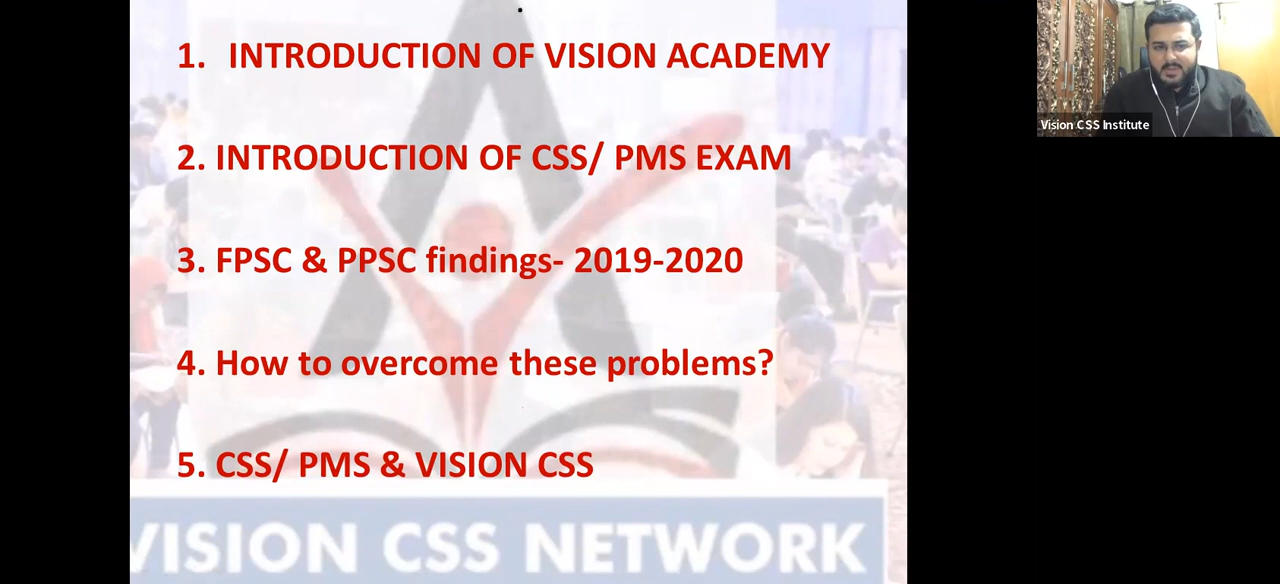 1. INTRODUCTION OF VISION ACADEMY
2. INTRODUCTION OF CSS/ PMS EXAM
3. FPSC & PPSC findings- 2019-2020
4. How to overcome these problems?
5. CSS/ PMS & VISION CSS
VISION CSS NETWORK
Vision CSS Institute